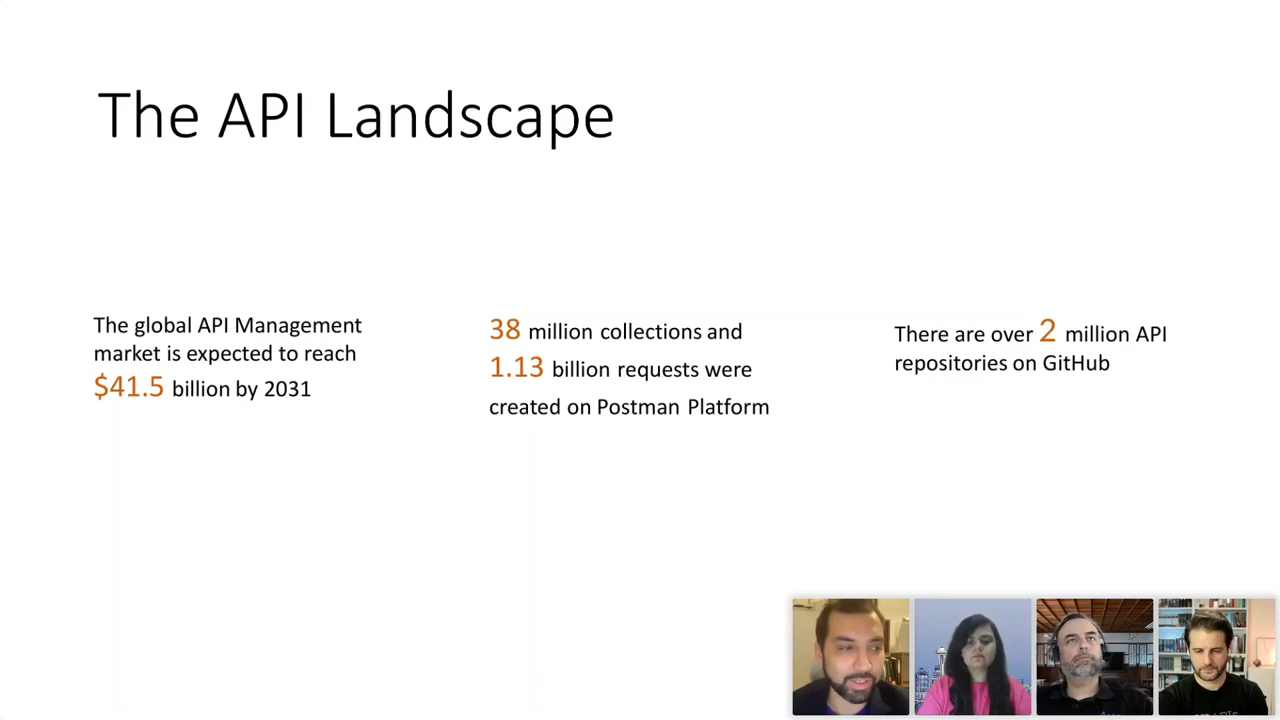 The API Landscape
The global API Management
market is expected to reach
$41.5 billion by 2031
38 million collections and
1.13 billion requests were
created on Postman Platform
There are over 2 million API
repositories on GitHub